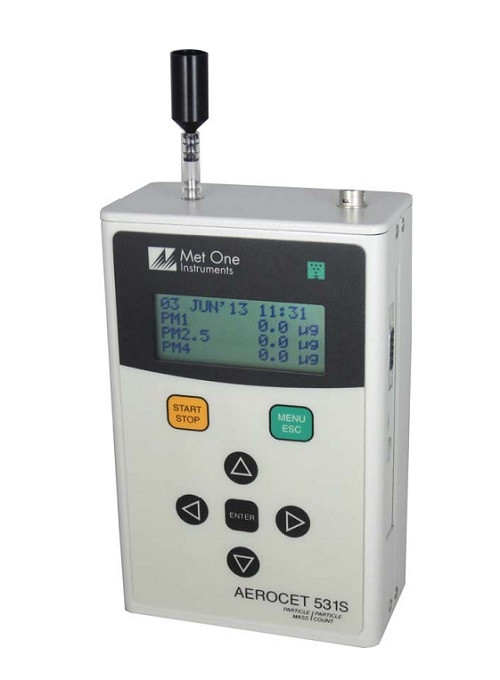 Met One
Instruments
03 JUN'13 11:31
PM1 0.0 µg
PM2.5 0.0 µg
PM4 0.0 µg
START
STOP
MENU
ESC
ENTER
AEROCET 531S
PARTICLE / PARTICLE
MASS / COUNT